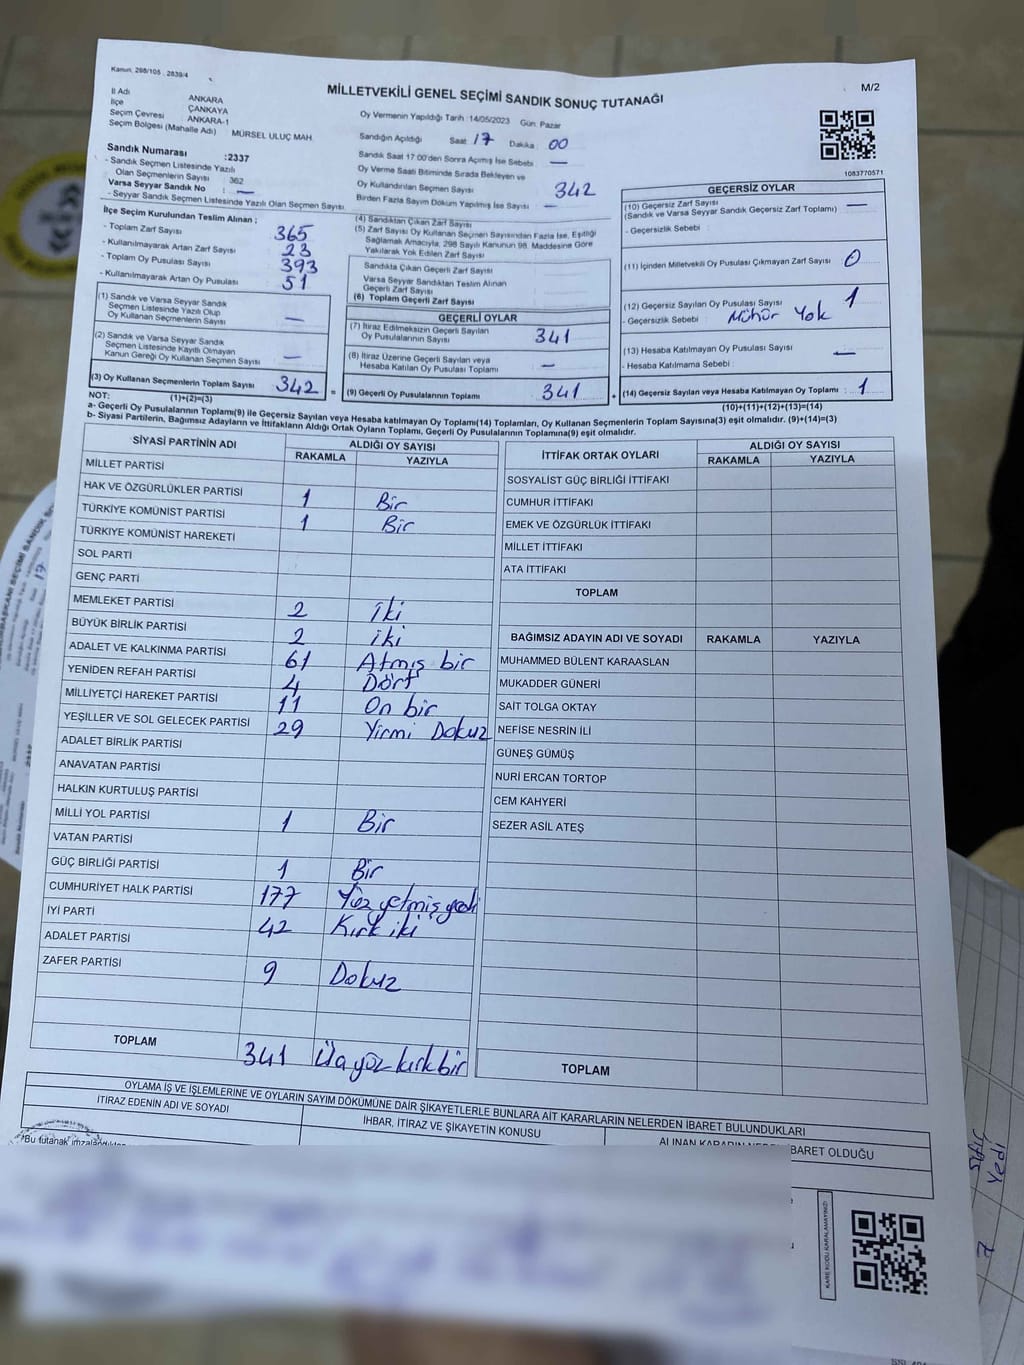 Kanun: 298/105 , 2839/4
M/2
MİLLETVEKİLİ GENEL SEÇİMİ SANDIK SONUÇ TUTANAĞI
İl Adı ANKARA
İlçe ÇANKAYA
Seçim Çevresi ANKARA-1
Seçim Bölgesi (Mahalle Adı) MÜRSEL ULUÇ MAH.
Sandık Numarası :2337
- Sandık Seçmen Listesinde Yazılı
Olan Seçmenlerin Sayısı : 362
Varsa Seyyar Sandık No : —
- Seyyar Sandık Seçmen Listesinde Yazılı Olan Seçmen Sayısı
Oy Vermenin Yapıldığı Tarih :14/05/2023 Gün: Pazar
Sandığın Açıldığı Saat 17 Dakika 00
Sandık Saat 17:00'den Sonra Açılmış İse Sebebi —
Oy Verme Saati Bitiminde Sırada Bekleyen ve
Oy Kullandırılan Seçmen Sayısı 342
Birden Fazla Sayım Döküm Yapılmış İse Sayısı —
1083770571
İlçe Seçim Kurulundan Teslim Alınan :
- Toplam Zarf Sayısı 365
- Kullanılmayarak Artan Zarf Sayısı 23
- Toplam Oy Pusulası Sayısı 393
- Kullanılmayarak Artan Oy Pusulası 51
(1) Sandık ve Varsa Seyyar Sandık
Seçmen Listesinde Yazılı Olup
Oy Kullanan Seçmenlerin Sayısı —
(2) Sandık ve Varsa Seyyar Sandık
Seçmen Listesinde Kayıtlı Olmayan
Kanun Gereği Oy Kullanan Seçmen Sayısı —
(3) Oy Kullanan Seçmenlerin Toplam Sayısı 342 =
(1)+(2)=(3)
(4) Sandıktan Çıkan Zarf Sayısı
(5) Zarf Sayısı Oy Kullanan Seçmen Sayısından Fazla İse, Eşitliği
Sağlamak Amacıyla, 298 Sayılı Kanunun 98. Maddesine Göre
Yakılarak Yok Edilen Zarf Sayısı
Sandıkta Çıkan Geçerli Zarf Sayısı
Varsa Seyyar Sandıktan Teslim Alınan
Geçerli Zarf Sayısı
(6) Toplam Geçerli Zarf Sayısı
GEÇERLİ OYLAR
(7) İtiraz Edilmeksizin Geçerli Sayılan
Oy Pusulalarının Sayısı 341
(8) İtiraz Üzerine Geçerli Sayılan veya
Hesaba Katılan Oy Pusulası Toplamı —
(9) Geçerli Oy Pusulalarının Toplamı 341 +
GEÇERSİZ OYLAR
(10) Geçersiz Zarf Sayısı —
(Sandık ve Varsa Seyyar Sandık Geçersiz Zarf Toplamı)
- Geçersizlik Sebebi :
(11) İçinden Milletvekili Oy Pusulası Çıkmayan Zarf Sayısı 0
(12) Geçersiz Sayılan Oy Pusulası Sayısı 1
- Geçersizlik Sebebi : Mühür Yok
(13) Hesaba Katılmayan Oy Pusulası Sayısı —
- Hesaba Katılmama Sebebi :
(14) Geçersiz Sayılan veya Hesaba Katılmayan Oy Toplamı : 1
(10)+(11)+(12)+(13)=(14)
NOT:
a- Geçerli Oy Pusulalarının Toplamı(9) ile Geçersiz Sayılan veya Hesaba katılmayan Oy Toplamı(14) Toplamları, Oy Kullanan Seçmenlerin Toplam Sayısına(3) eşit olmalıdır. (9)+(14)=(3)
b- Siyasi Partilerin, Bağımsız Adayların ve İttifakların Aldığı Ortak Oyların Toplamı, Geçerli Oy Pusulalarının Toplamına(9) eşit olmalıdır.
SİYASİ PARTİNİN ADI ALDIĞI OY SAYISI
RAKAMLA YAZIYLA
MİLLET PARTİSİ
HAK VE ÖZGÜRLÜKLER PARTİSİ 1 Bir
TÜRKİYE KOMÜNİST PARTİSİ 1 Bir
TÜRKİYE KOMÜNİST HAREKETİ
SOL PARTİ
GENÇ PARTİ
MEMLEKET PARTİSİ 2 iki
BÜYÜK BİRLİK PARTİSİ 2 iki
ADALET VE KALKINMA PARTİSİ 61 Atmış bir
YENİDEN REFAH PARTİSİ 4 Dört
MİLLİYETÇİ HAREKET PARTİSİ 11 On bir
YEŞİLLER VE SOL GELECEK PARTİSİ 29 Yirmi Dokuz
ADALET BİRLİK PARTİSİ
ANAVATAN PARTİSİ
HALKIN KURTULUŞ PARTİSİ
MİLLİ YOL PARTİSİ 1 Bir
VATAN PARTİSİ
GÜÇ BİRLİĞİ PARTİSİ 1 Bir
CUMHURİYET HALK PARTİSİ 177 Yüz yetmiş yedi
İYİ PARTİ 42 Kırk iki
ADALET PARTİSİ
ZAFER PARTİSİ 9 Dokuz
TOPLAM 341 Üçyüz kırk bir
İTTİFAK ORTAK OYLARI ALDIĞI OY SAYISI
RAKAMLA YAZIYLA
SOSYALİST GÜÇ BİRLİĞİ İTTİFAKI
CUMHUR İTTİFAKI
EMEK VE ÖZGÜRLÜK İTTİFAKI
MİLLET İTTİFAKI
ATA İTTİFAKI
TOPLAM
BAĞIMSIZ ADAYIN ADI VE SOYADI RAKAMLA YAZIYLA
MUHAMMED BÜLENT KARAASLAN
MUKADDER GÜNERİ
SAİT TOLGA OKTAY
NEFİSE NESRİN İLİ
GÜNEŞ GÜMÜŞ
NURİ ERCAN TORTOP
CEM KAHYERİ
SEZER ASİL ATEŞ
TOPLAM
OYLAMA İŞ VE İŞLEMLERİNE VE OYLARIN SAYIM DÖKÜMÜNE DAİR ŞİKAYETLERLE BUNLARA AİT KARARLARIN NELERDEN İBARET BULUNDUKLARI
İTİRAZ EDENİN ADI VE SOYADI İHBAR, İTİRAZ VE ŞİKAYETİN KONUSU ALINAN KARARIN NEDEN İBARET OLDUĞU
"Bu tutanak imzalandıktan
KARE KODU KARALAMAYINIZ!
7 Yedi
Sıfır